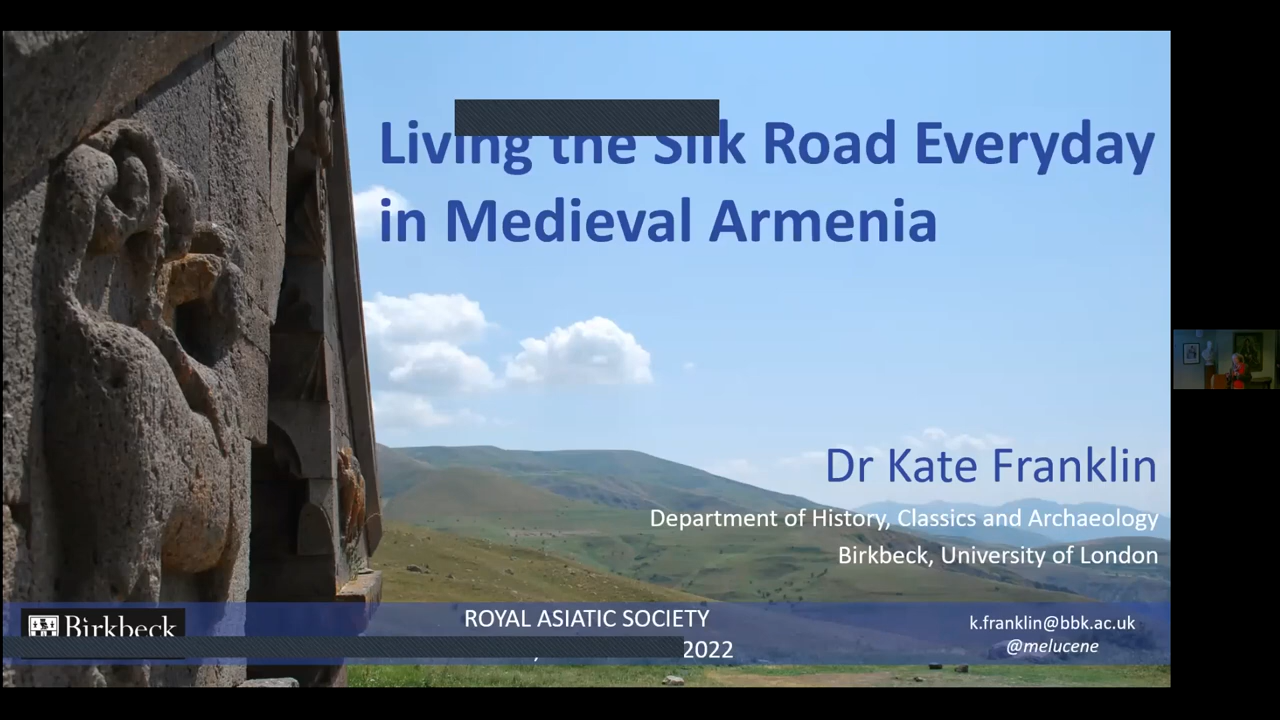 Living the Silk Road Everyday
in Medieval Armenia
Dr Kate Franklin
Department of History, Classics and Archaeology
Birkbeck, University of London
Birkbeck
ROYAL ASIATIC SOCIETY
2022
k.franklin@bbk.ac.uk
@melucene